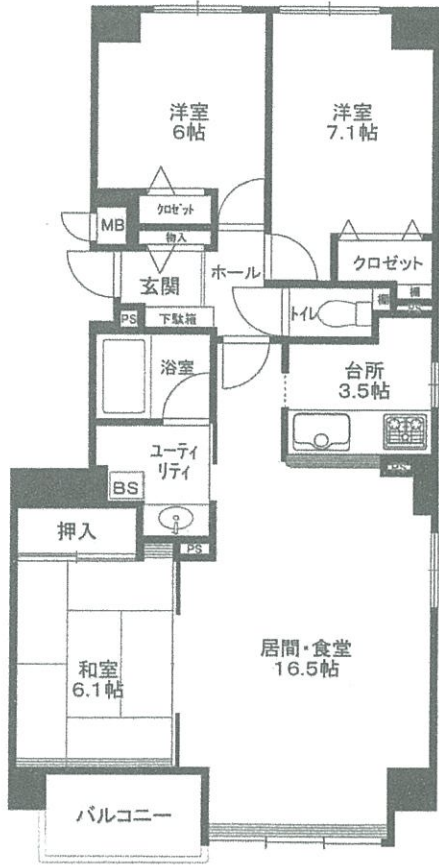 洋室
6帖
洋室
7.1帖
クロゼット
MB
物入
ホール
クロゼット
玄関
棚
棚
PS
下駄箱
トイレ
浴室
台所
3.5帖
ユーティ
リティ
BS
押入
PS
居間・食堂
16.5帖
和室
6.1帖
バルコニー